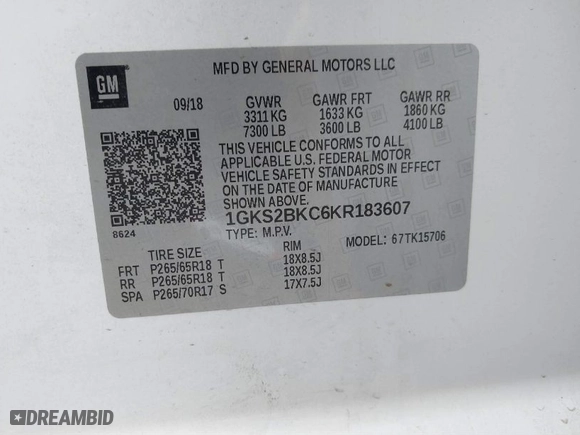 GM
MFD BY GENERAL MOTORS LLC
09/18 GVWR GAWR FRT GAWR RR
3311 KG 1633 KG 1860 KG
7300 LB 3600 LB 4100 LB
THIS VEHICLE CONFORMS TO ALL
APPLICABLE U.S. FEDERAL MOTOR
VEHICLE SAFETY STANDARDS IN EFFECT
ON THE DATE OF MANUFACTURE
SHOWN ABOVE.
1GKS2BKC6KR183607
8624
TYPE: M.P.V. MODEL: 67TK15706
TIRE SIZE RIM
FRT P265/65R18 T 18X8.5J
RR P265/65R18 T 18X8.5J
SPA P265/70R17 S 17X7.5J
DREAMBID